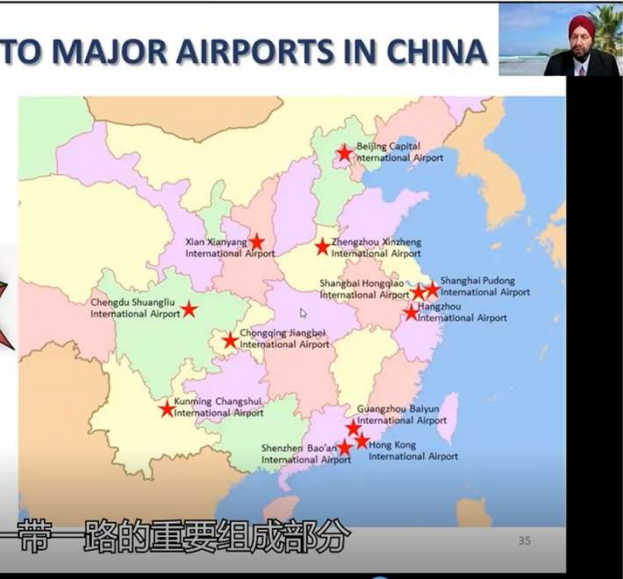 TO MAJOR AIRPORTS IN CHINA
Beijing Capital
International Airport
Xian Xianyang
International Airport
Zhengzhou Xinzheng
International Airport
Shanghai Hongqiao
International Airport
Shanghai Pudong
International Airport
Hangzhou
International Airport
Chengdu Shuangliu
International Airport
Chongqing Jiangbei
International Airport
Kunming Changshui
International Airport
Guangzhou Baiyun
International Airport
Shenzhen Bao'an
International Airport
Hong Kong
International Airport
一带一路的重要组成部分
35